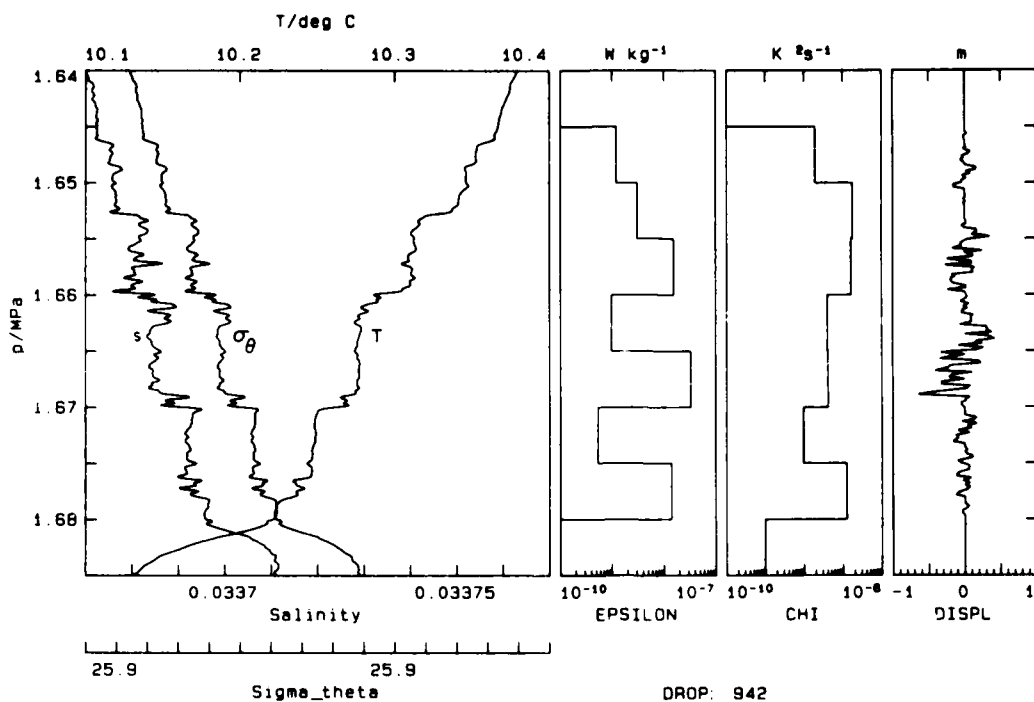 T/deg C
10.1 10.2 10.3 10.4
W kg⁻¹
K ²s⁻¹
m
1.64
1.65
1.66
1.67
1.68
p/MPa
s
σθ
T
0.0337 0.03375
Salinity
10⁻¹⁰ 10⁻⁷
EPSILON
10⁻¹⁰ 10⁻⁸
CHI
-1 0 1
DISPL
25.9 25.9
Sigma_theta
DROP: 942